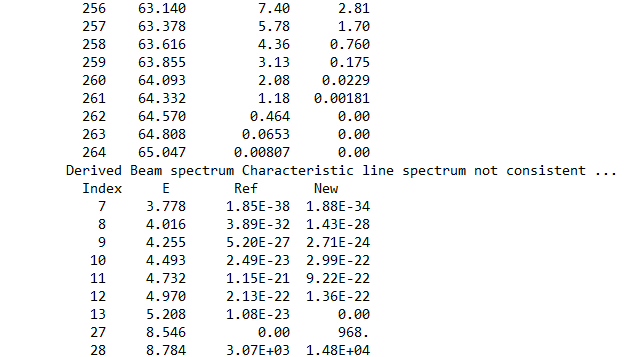 256 63.140 7.40 2.81
257 63.378 5.78 1.70
258 63.616 4.36 0.760
259 63.855 3.13 0.175
260 64.093 2.08 0.0229
261 64.332 1.18 0.00181
262 64.570 0.464 0.00
263 64.808 0.0653 0.00
264 65.047 0.00807 0.00
Derived Beam spectrum Characteristic line spectrum not consistent ...
Index E Ref New
7 3.778 1.85E-38 1.88E-34
8 4.016 3.89E-32 1.43E-28
9 4.255 5.20E-27 2.71E-24
10 4.493 2.49E-23 2.99E-22
11 4.732 1.15E-21 9.22E-22
12 4.970 2.13E-22 1.36E-22
13 5.208 1.08E-23 0.00
27 8.546 0.00 968.
28 8.784 3.07E+03 1.48E+04